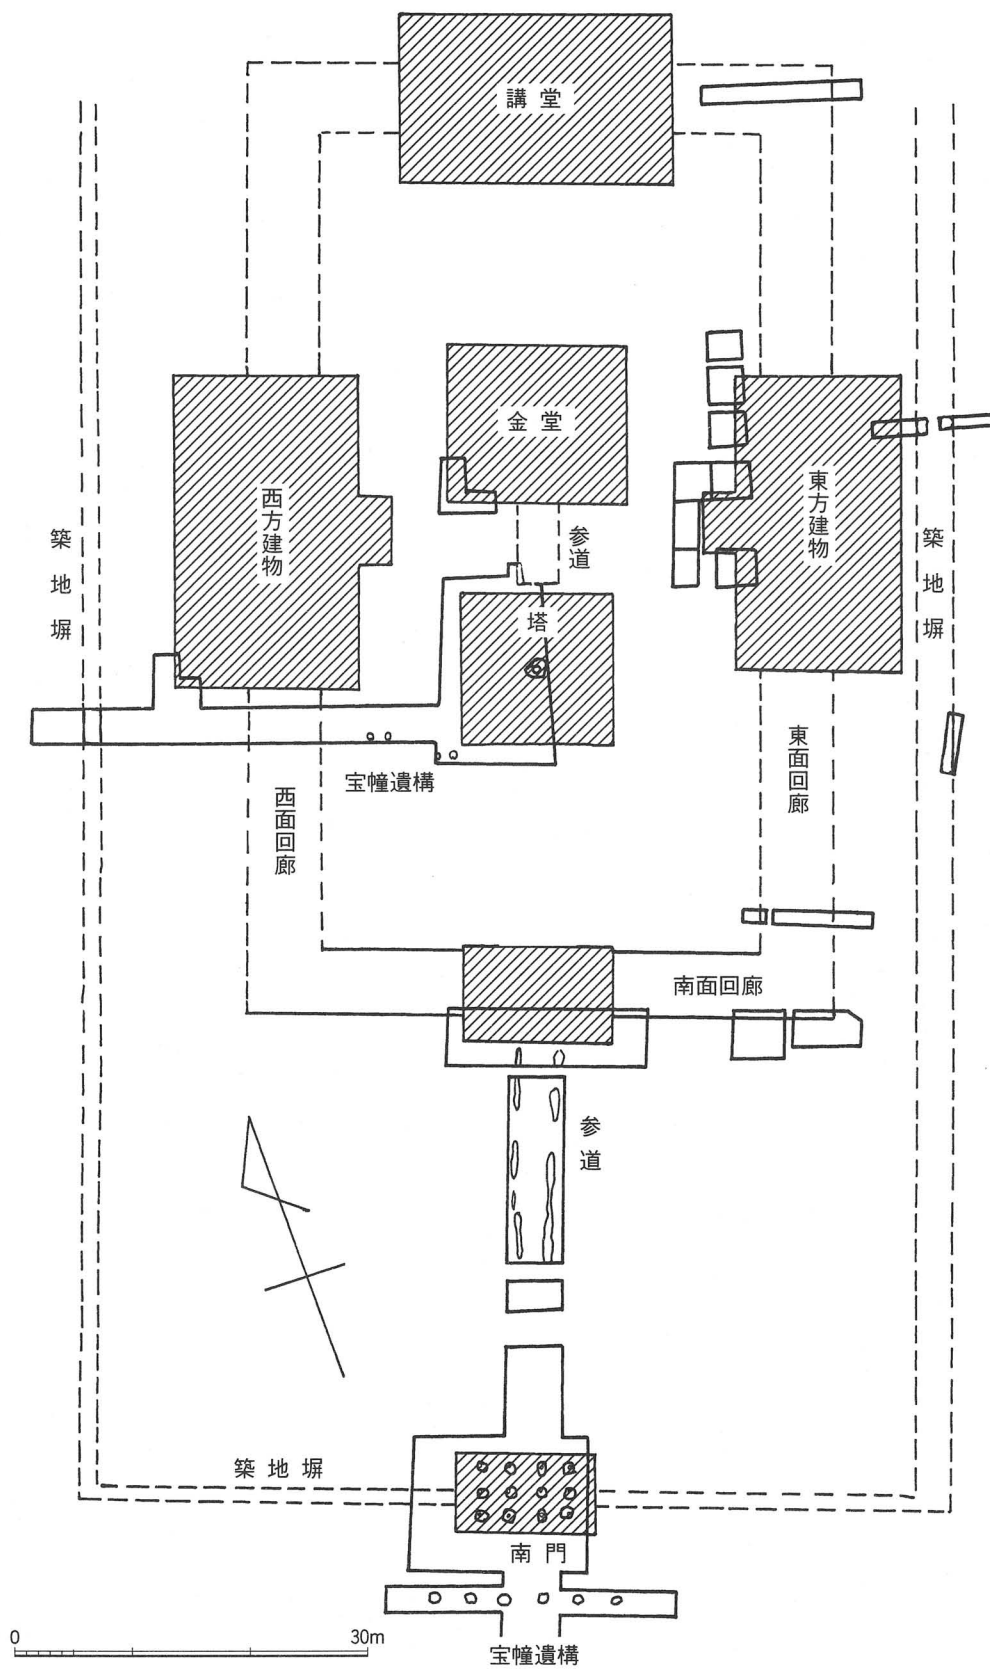 講堂
金堂
参道
西方建物
東方建物
築地塀
築地塀
塔
宝幢遺構
西面回廊
東面回廊
南面回廊
参道
築地塀
南門
0 30m
宝幢遺構